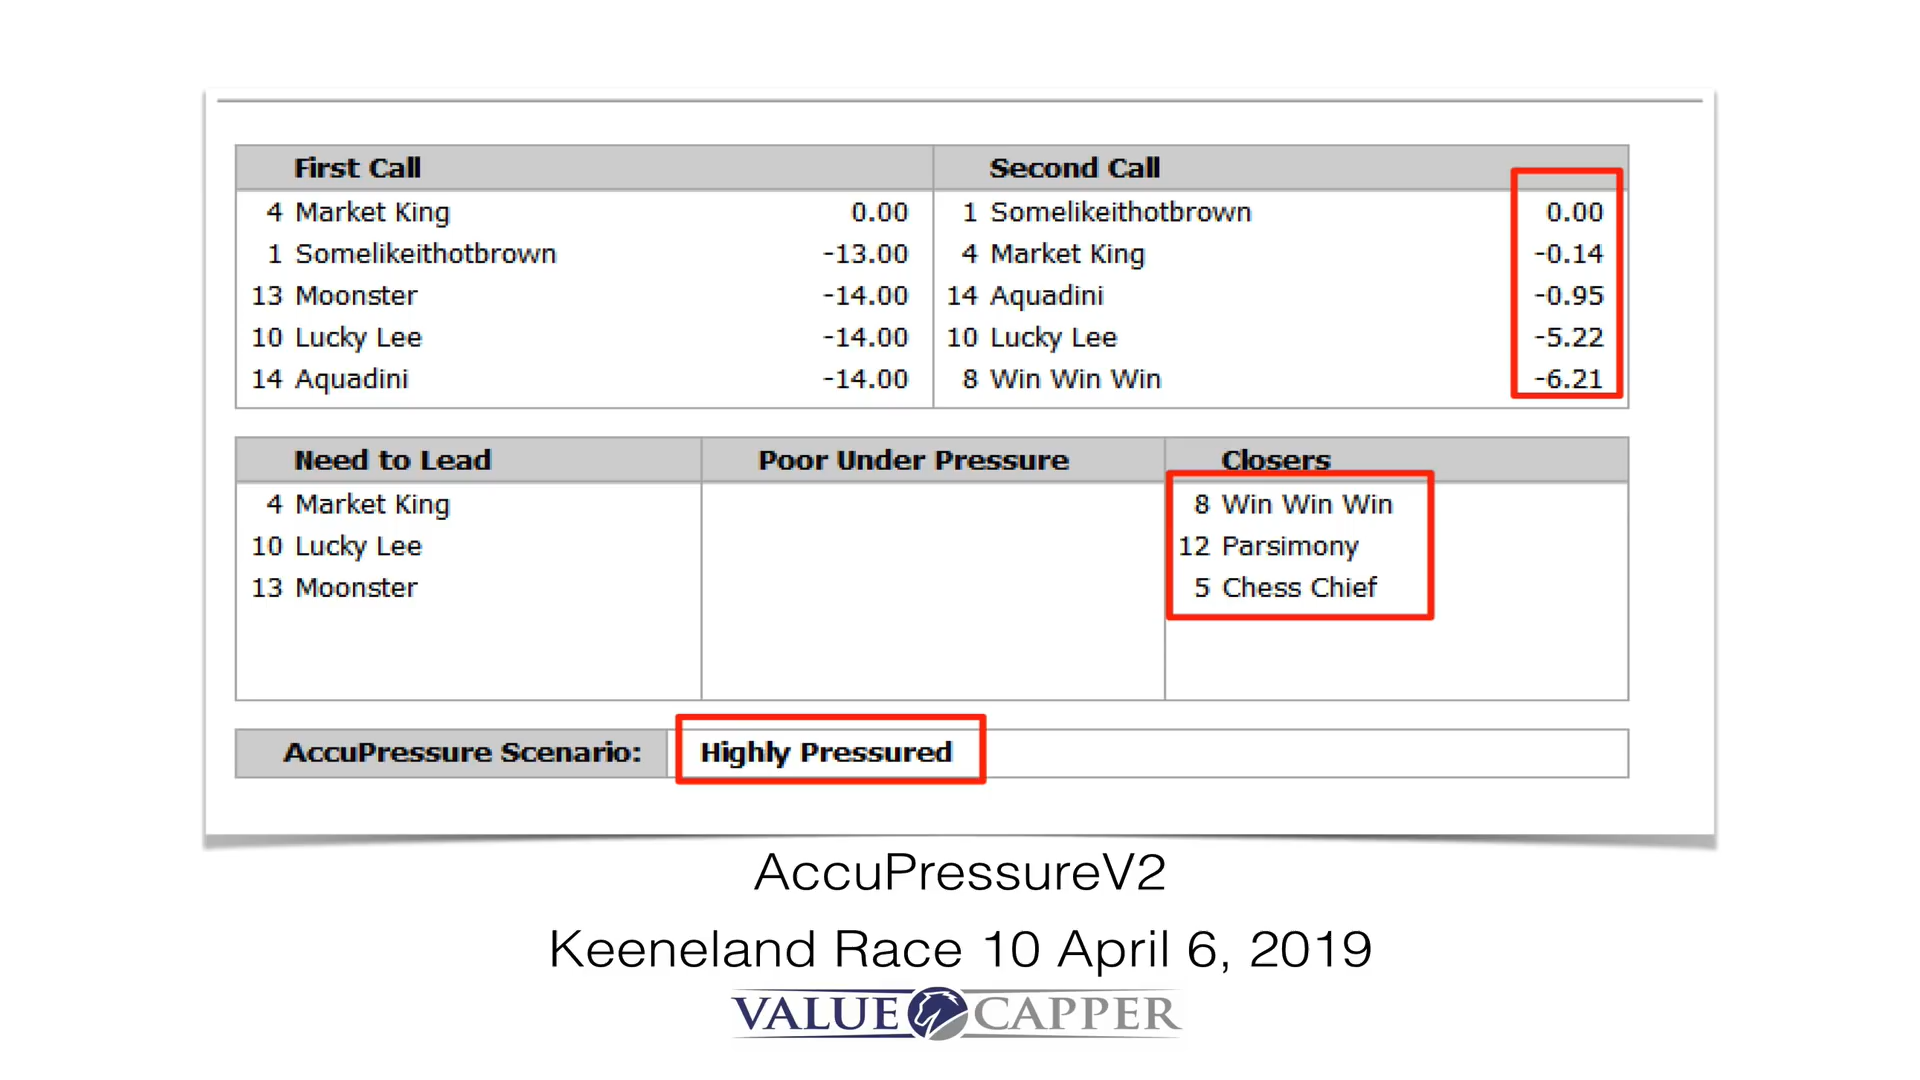 First Call Second Call
4 Market King 0.00 1 Somelikeithotbrown 0.00
1 Somelikeithotbrown -13.00 4 Market King -0.14
13 Moonster -14.00 14 Aquadini -0.95
10 Lucky Lee -14.00 10 Lucky Lee -5.22
14 Aquadini -14.00 8 Win Win Win -6.21
Need to Lead Poor Under Pressure Closers
4 Market King 8 Win Win Win
10 Lucky Lee 12 Parsimony
13 Moonster 5 Chess Chief
AccuPressure Scenario: Highly Pressured
AccuPressureV2
Keeneland Race 10 April 6, 2019
VALUE CAPPER